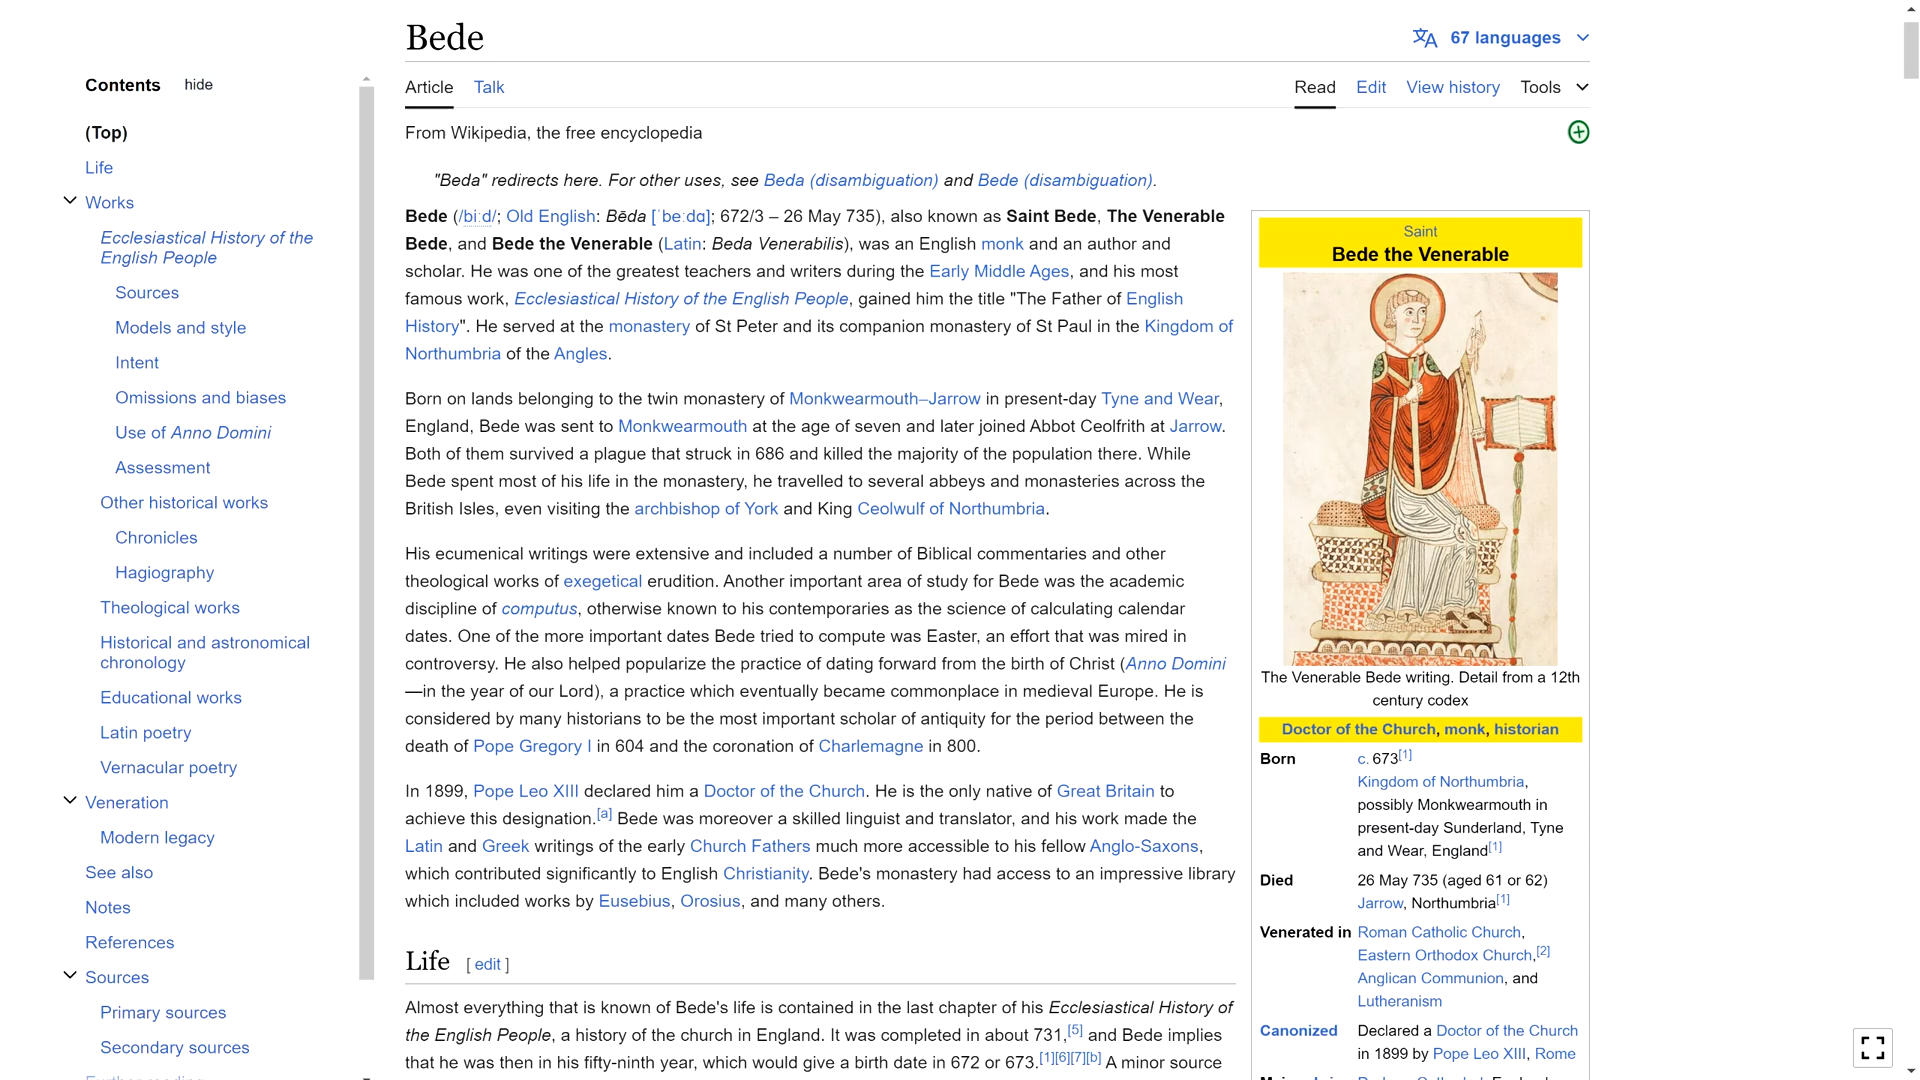 Bede
67 languages
Contents hide
(Top)
Life
Works
Ecclesiastical History of the
English People
Sources
Models and style
Intent
Omissions and biases
Use of Anno Domini
Assessment
Other historical works
Chronicles
Hagiography
Theological works
Historical and astronomical
chronology
Educational works
Latin poetry
Vernacular poetry
Veneration
Modern legacy
See also
Notes
References
Sources
Primary sources
Secondary sources
Article Talk
Read Edit View history Tools
From Wikipedia, the free encyclopedia
"Beda" redirects here. For other uses, see Beda (disambiguation) and Bede (disambiguation).
Bede (/biːd/; Old English: Bēda [ˈbeːdɑ]; 672/3 – 26 May 735), also known as Saint Bede, The Venerable
Bede, and Bede the Venerable (Latin: Beda Venerabilis), was an English monk and an author and
scholar. He was one of the greatest teachers and writers during the Early Middle Ages, and his most
famous work, Ecclesiastical History of the English People, gained him the title "The Father of English
History". He served at the monastery of St Peter and its companion monastery of St Paul in the Kingdom of
Northumbria of the Angles.
Born on lands belonging to the twin monastery of Monkwearmouth–Jarrow in present-day Tyne and Wear,
England, Bede was sent to Monkwearmouth at the age of seven and later joined Abbot Ceolfrith at Jarrow.
Both of them survived a plague that struck in 686 and killed the majority of the population there. While
Bede spent most of his life in the monastery, he travelled to several abbeys and monasteries across the
British Isles, even visiting the archbishop of York and King Ceolwulf of Northumbria.
His ecumenical writings were extensive and included a number of Biblical commentaries and other
theological works of exegetical erudition. Another important area of study for Bede was the academic
discipline of computus, otherwise known to his contemporaries as the science of calculating calendar
dates. One of the more important dates Bede tried to compute was Easter, an effort that was mired in
controversy. He also helped popularize the practice of dating forward from the birth of Christ (Anno Domini
—in the year of our Lord), a practice which eventually became commonplace in medieval Europe. He is
considered by many historians to be the most important scholar of antiquity for the period between the
death of Pope Gregory I in 604 and the coronation of Charlemagne in 800.
In 1899, Pope Leo XIII declared him a Doctor of the Church. He is the only native of Great Britain to
achieve this designation.[a] Bede was moreover a skilled linguist and translator, and his work made the
Latin and Greek writings of the early Church Fathers much more accessible to his fellow Anglo-Saxons,
which contributed significantly to English Christianity. Bede's monastery had access to an impressive library
which included works by Eusebius, Orosius, and many others.
Life [ edit ]
Almost everything that is known of Bede's life is contained in the last chapter of his Ecclesiastical History of
the English People, a history of the church in England. It was completed in about 731,[5] and Bede implies
that he was then in his fifty-ninth year, which would give a birth date in 672 or 673.[1][6][7][b] A minor source
Saint
Bede the Venerable
The Venerable Bede writing. Detail from a 12th
century codex
Doctor of the Church, monk, historian
Born c. 673[1]
Kingdom of Northumbria,
possibly Monkwearmouth in
present-day Sunderland, Tyne
and Wear, England[1]
Died 26 May 735 (aged 61 or 62)
Jarrow, Northumbria[1]
Venerated in Roman Catholic Church,
Eastern Orthodox Church,[2]
Anglican Communion, and
Lutheranism
Canonized Declared a Doctor of the Church
in 1899 by Pope Leo XIII, Rome